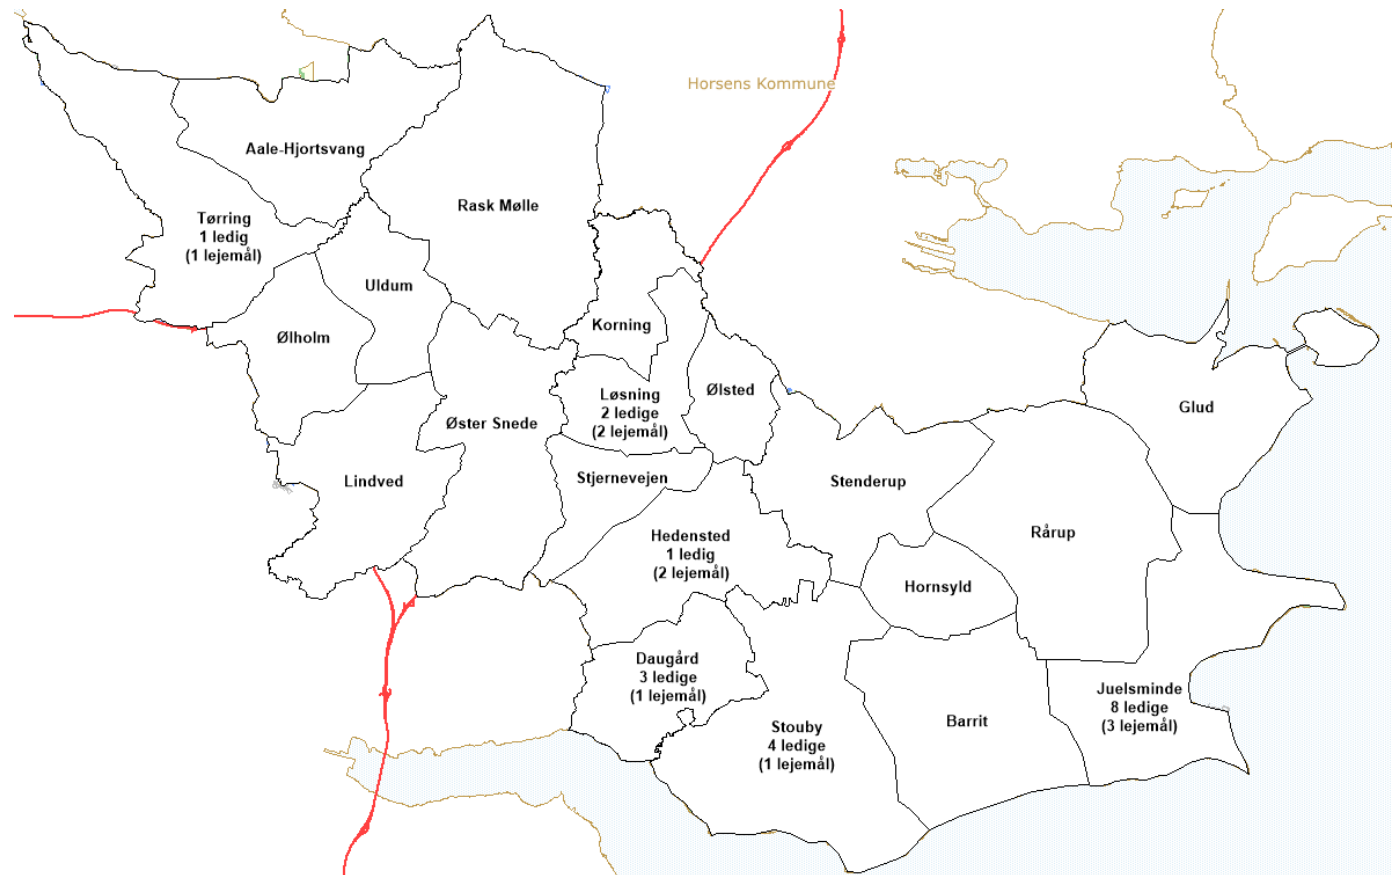 Horsens Kommune
Aale-Hjortsvang
Rask Mølle
Tørring
1 ledig
(1 lejemål)
Uldum
Ølholm
Korning
Løsning
2 ledige
(2 lejemål)
Ølsted
Glud
Øster Snede
Lindved
Stjernevejen
Stenderup
Hedensted
1 ledig
(2 lejemål)
Rårup
Hornsyld
Daugård
3 ledige
(1 lejemål)
Juelsminde
8 ledige
(3 lejemål)
Stouby
4 ledige
(1 lejemål)
Barrit